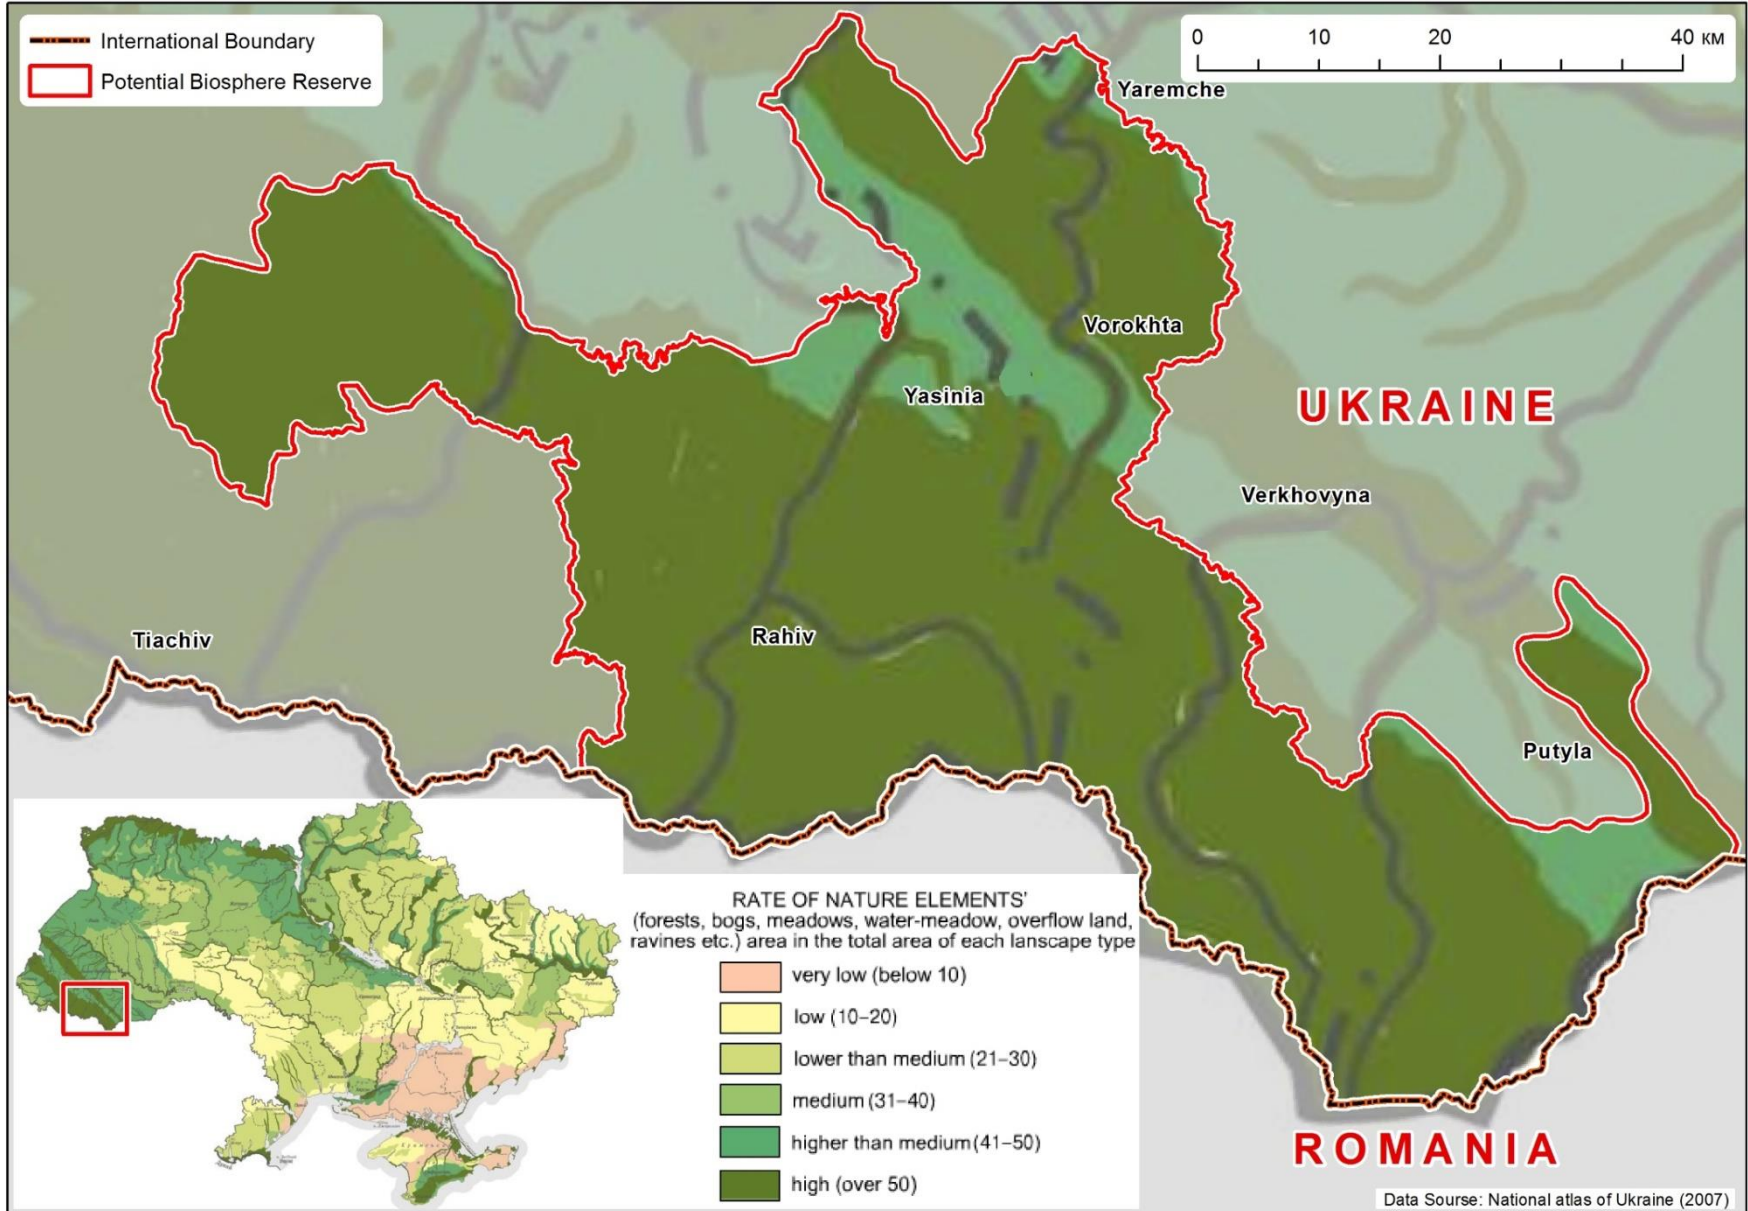 International Boundary
Potential Biosphere Reserve
0 10 20 40 км
Yaremche
Vorokhta
Yasinia
UKRAINE
Verkhovyna
Tiachiv
Rahiv
Putyla
RATE OF NATURE ELEMENTS'
(forests, bogs, meadows, water-meadow, overflow land,
ravines etc.) area in the total area of each lanscape type
very low (below 10)
low (10–20)
lower than medium (21–30)
medium (31–40)
higher than medium (41–50)
high (over 50)
ROMANIA
Data Sourse: National atlas of Ukraine (2007)